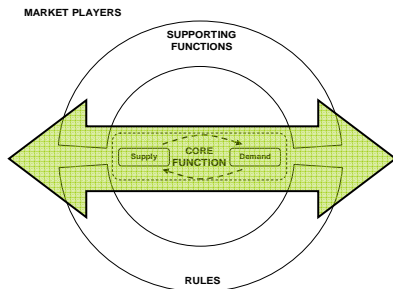 MARKET PLAYERS
SUPPORTING
FUNCTIONS
CORE
FUNCTION
Supply
Demand
RULES